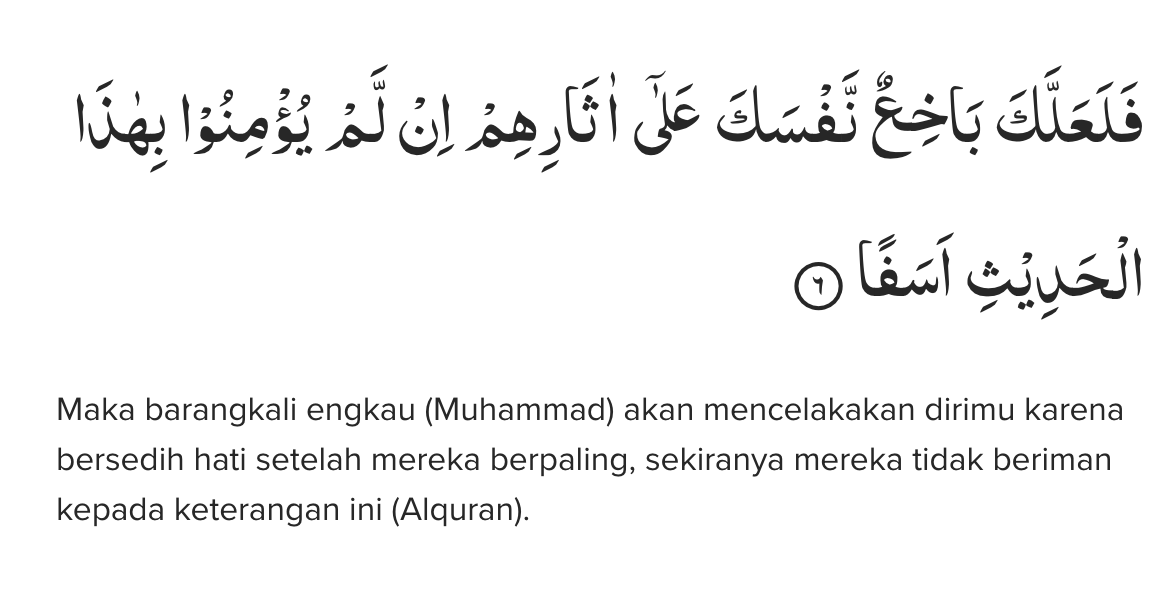 فَلَعَلَّكَ بَاخِعٌ نَّفْسَكَ عَلٰٓى اٰثَارِهِمْ اِنْ لَّمْ يُؤْمِنُوْا بِهٰذَا
الْحَدِيْثِ اَسَفًا ٦
Maka barangkali engkau (Muhammad) akan mencelakakan dirimu karena
bersedih hati setelah mereka berpaling, sekiranya mereka tidak beriman
kepada keterangan ini (Alquran).